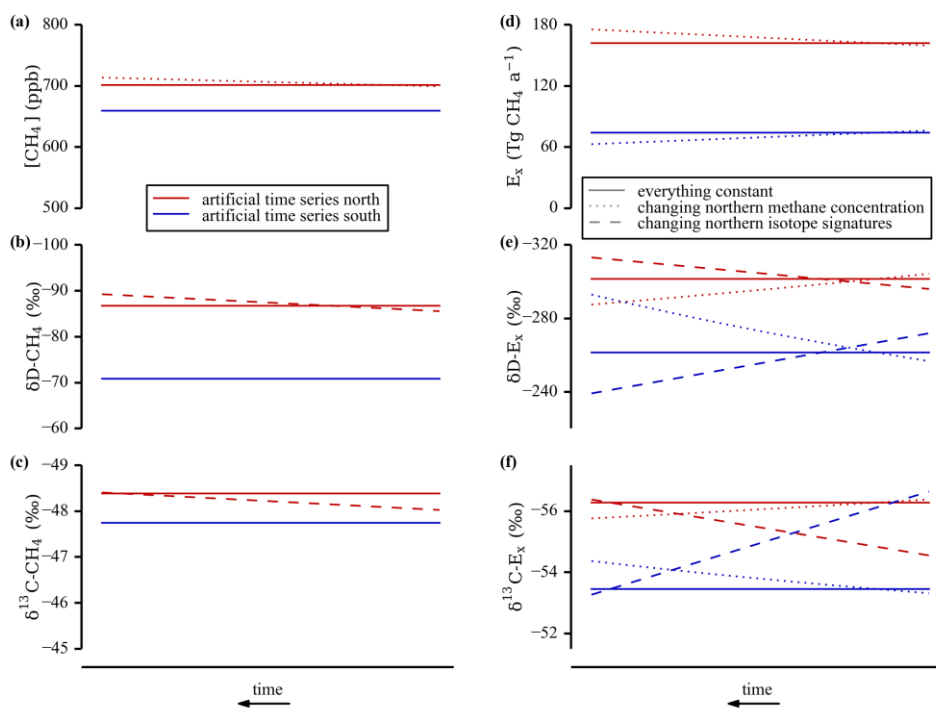 (a)
800
700
600
500
[CH₄] (ppb)
artificial time series north
artificial time series south
(b)
−100
−90
−80
−70
−60
δD-CH₄ (‰)
(c)
−49
−48
−47
−46
−45
δ¹³C-CH₄ (‰)
time
(d)
180
120
60
0
Eₓ (Tg CH₄ a⁻¹)
everything constant
changing northern methane concentration
changing northern isotope signatures
(e)
−320
−280
−240
δD-Eₓ (‰)
(f)
−56
−54
−52
δ¹³C-Eₓ (‰)
time